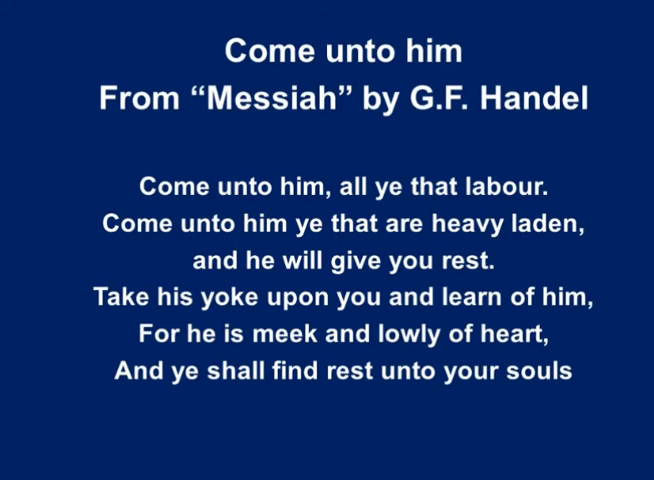 Come unto him
From “Messiah” by G.F. Handel
Come unto him, all ye that labour.
Come unto him ye that are heavy laden,
and he will give you rest.
Take his yoke upon you and learn of him,
For he is meek and lowly of heart,
And ye shall find rest unto your souls